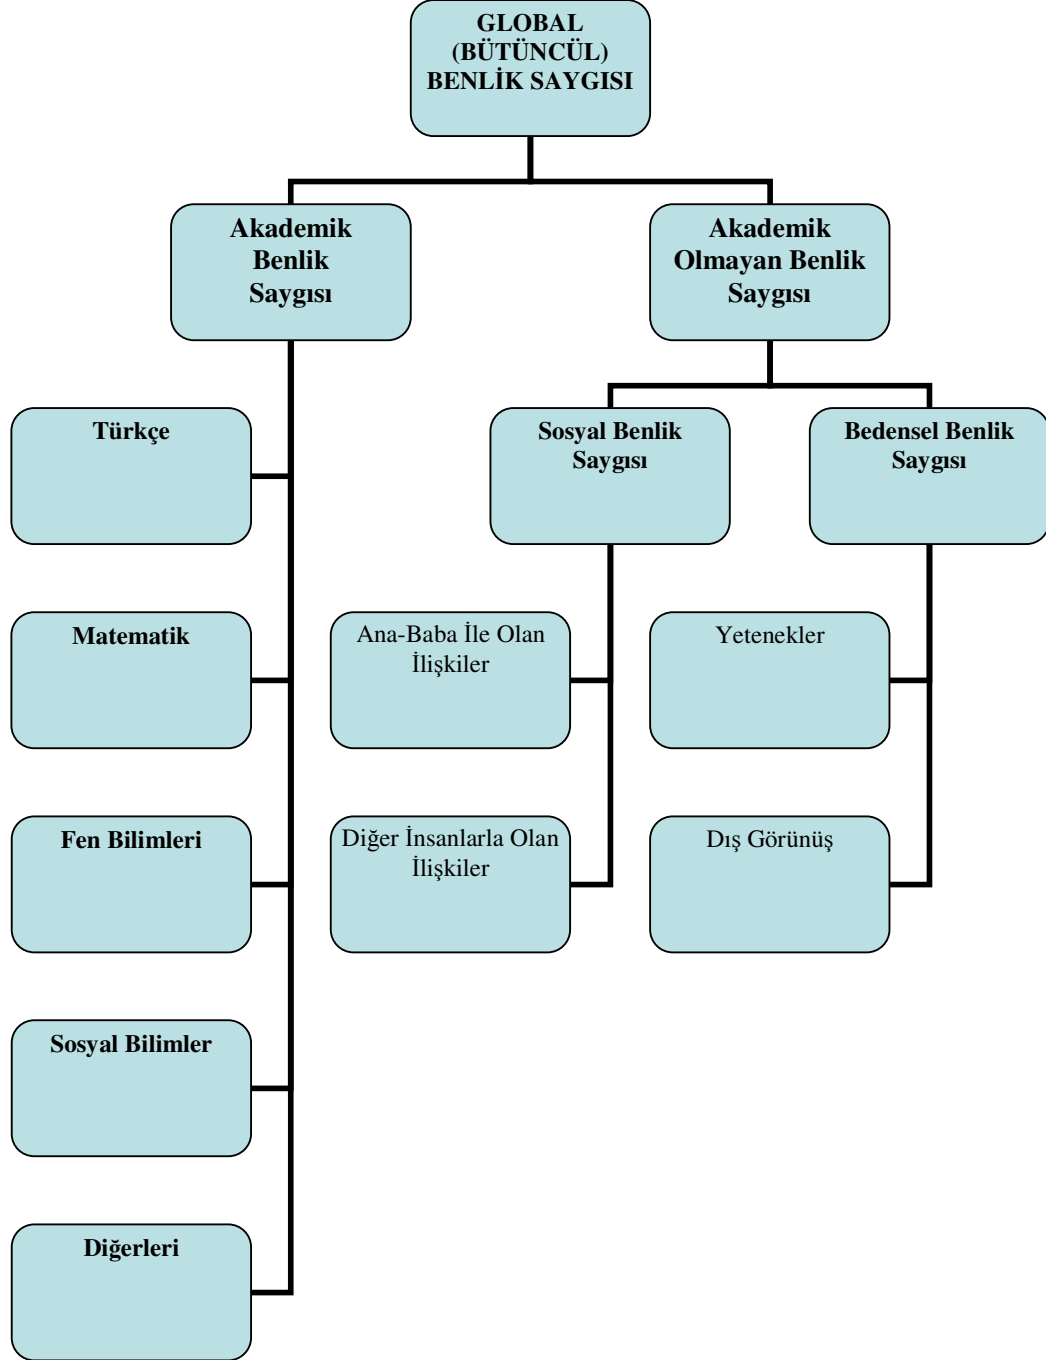 GLOBAL
(BÜTÜNCÜL)
BENLİK SAYGISI
Akademik
Benlik
Saygısı
Akademik
Olmayan Benlik
Saygısı
Türkçe
Sosyal Benlik
Saygısı
Bedensel Benlik
Saygısı
Matematik
Ana-Baba İle Olan
İlişkiler
Yetenekler
Fen Bilimleri
Diğer İnsanlarla Olan
İlişkiler
Dış Görünüş
Sosyal Bilimler
Diğerleri